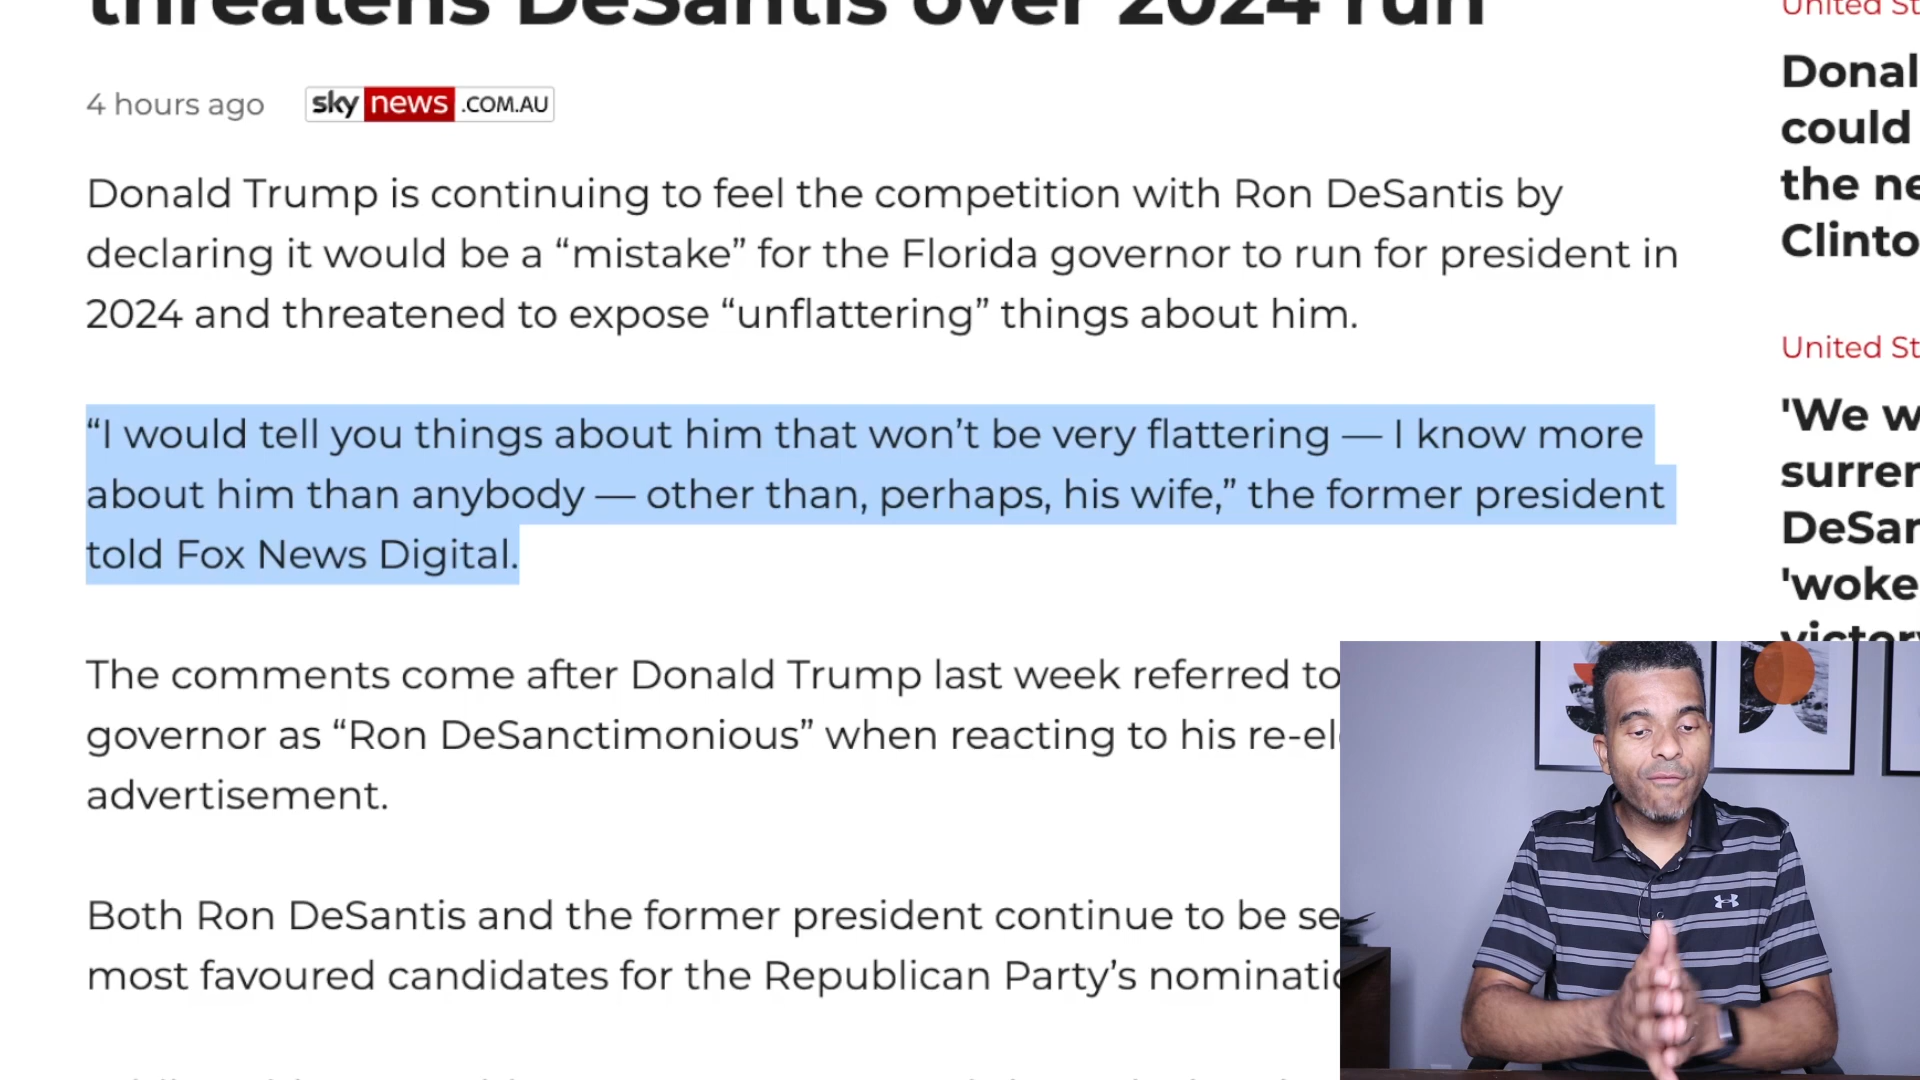 threatens DeSantis over 2024 run
4 hours ago
sky news .COM.AU
Donald Trump is continuing to feel the competition with Ron DeSantis by
declaring it would be a “mistake” for the Florida governor to run for president in
2024 and threatened to expose “unflattering” things about him.
“I would tell you things about him that won’t be very flattering — I know more
about him than anybody — other than, perhaps, his wife,” the former president
told Fox News Digital.
The comments come after Donald Trump last week referred to
governor as “Ron DeSanctimonious” when reacting to his re-el
advertisement.
Both Ron DeSantis and the former president continue to be se
most favoured candidates for the Republican Party’s nominatio
United St
Donal
could
the ne
Clinto
United St
'We w
surrer
DeSar
'woke
victory